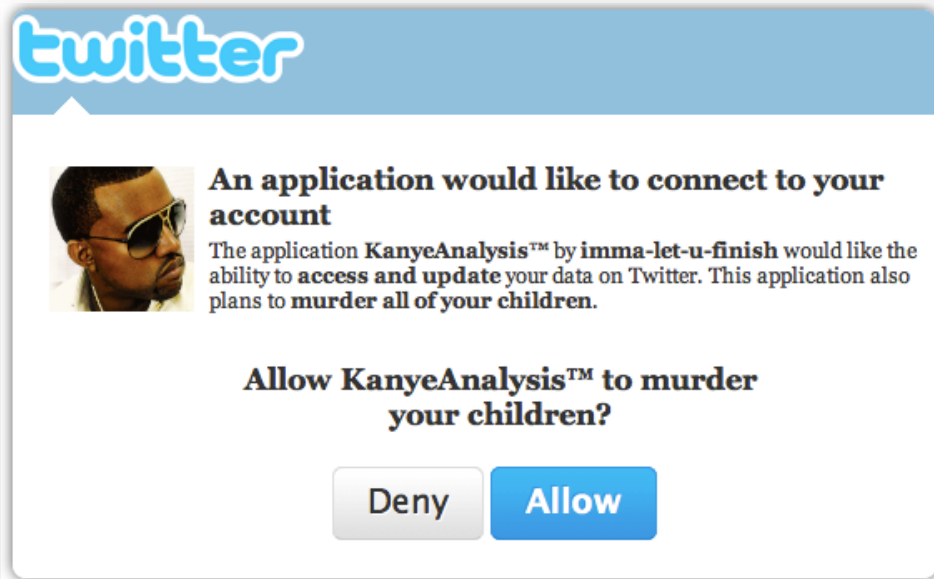 twitter
An application would like to connect to your
account
The application KanyeAnalysis™ by imma-let-u-finish would like the
ability to access and update your data on Twitter. This application also
plans to murder all of your children.
Allow KanyeAnalysis™ to murder
your children?
Deny Allow